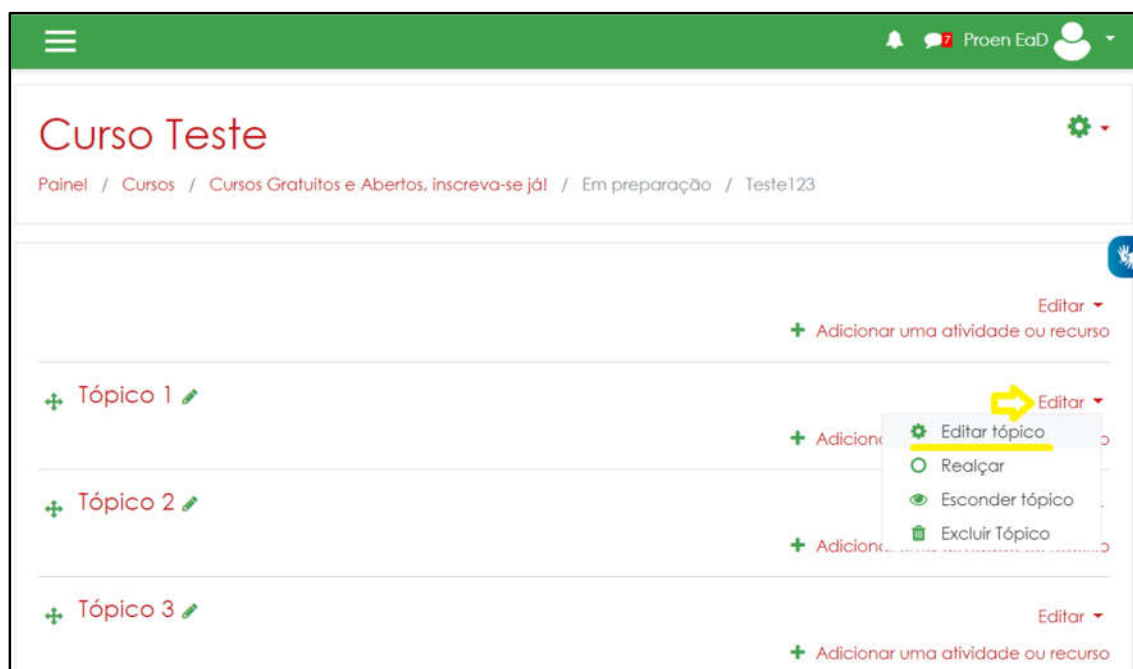 7 Proen EaD
Curso Teste
Painel / Cursos / Cursos Gratuitos e Abertos, inscreva-se já! / Em preparação / Teste123
Editar
Adicionar uma atividade ou recurso
Tópico 1
Editar
Editar tópico
Realçar
Esconder tópico
Excluir Tópico
Tópico 2
Tópico 3
Editar
Adicionar uma atividade ou recurso